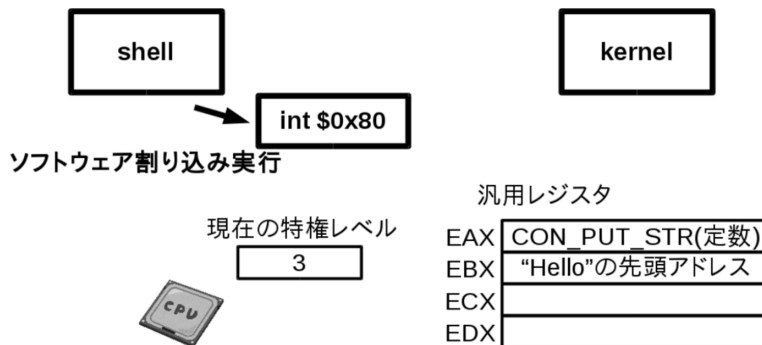 shell
kernel
int $0x80
ソフトウェア割り込み実行
汎用レジスタ
現在の特権レベル
3
EAX CON_PUT_STR(定数)
EBX “Hello”の先頭アドレス
ECX
EDX
CPU